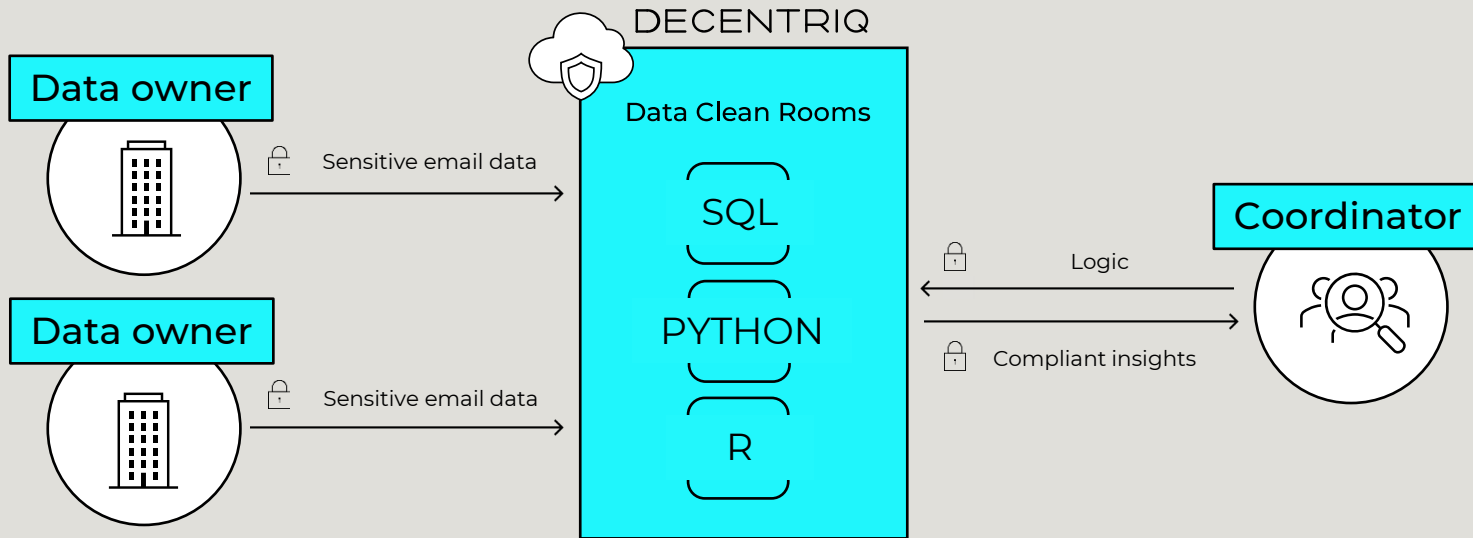 DECENTRIQ
Data owner
Sensitive email data
Data owner
Sensitive email data
Data Clean Rooms
SQL
PYTHON
R
Coordinator
Logic
Compliant insights